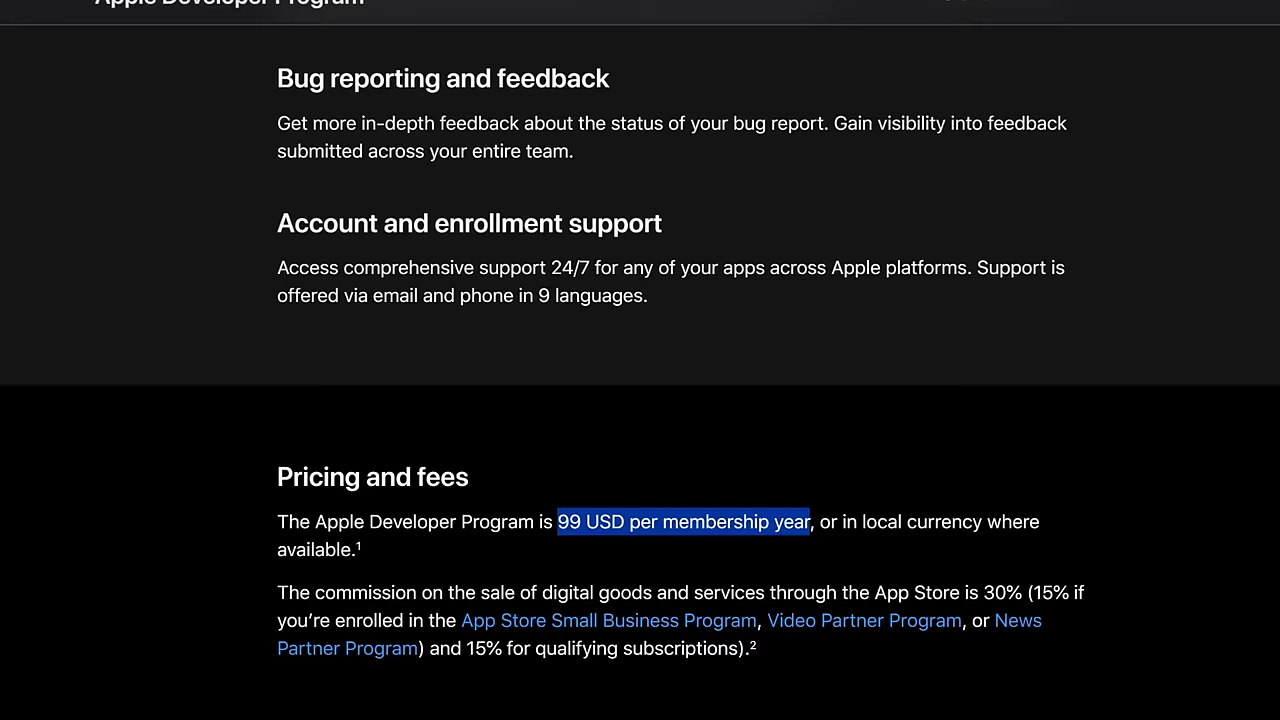 Apple Developer Program
Bug reporting and feedback
Get more in-depth feedback about the status of your bug report. Gain visibility into feedback
submitted across your entire team.
Account and enrollment support
Access comprehensive support 24/7 for any of your apps across Apple platforms. Support is
offered via email and phone in 9 languages.
Pricing and fees
The Apple Developer Program is 99 USD per membership year, or in local currency where
available.¹
The commission on the sale of digital goods and services through the App Store is 30% (15% if
you’re enrolled in the App Store Small Business Program, Video Partner Program, or News
Partner Program) and 15% for qualifying subscriptions).²